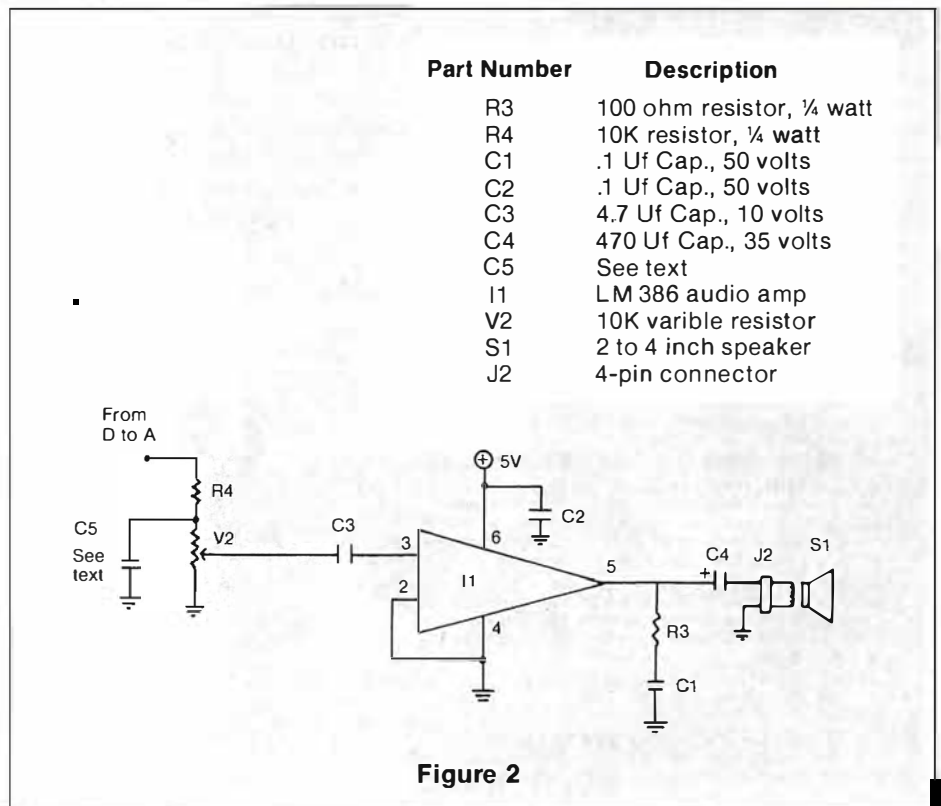 Part Number Description
R3 100 ohm resistor, ¼ watt
R4 10K resistor, ¼ watt
C1 .1 Uf Cap., 50 volts
C2 .1 Uf Cap., 50 volts
C3 4.7 Uf Cap., 10 volts
C4 470 Uf Cap., 35 volts
C5 See text
I1 LM 386 audio amp
V2 10K varible resistor
S1 2 to 4 inch speaker
J2 4-pin connector
From
D to A
R4
C5
See
text
V2
C3
3
2
I1
+ 5V
6
C2
4
5
R3
C1
+
C4
J2
S1
Figure 2